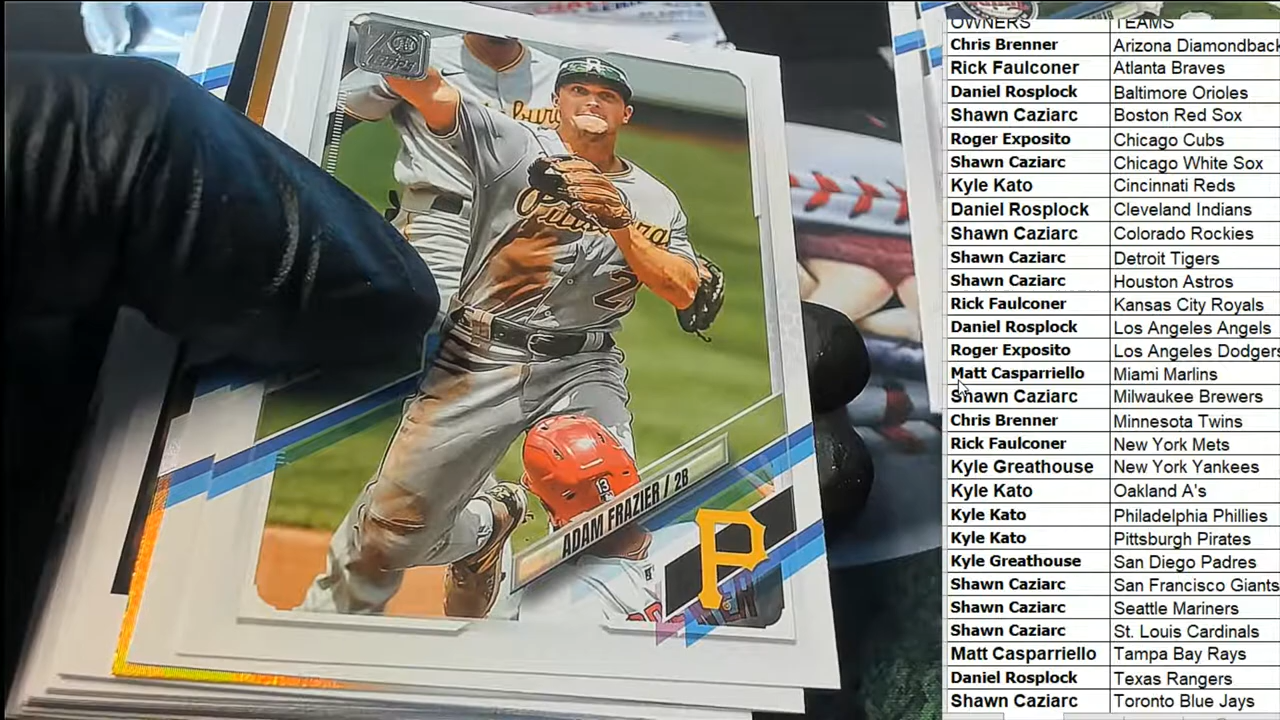 OWNERS TEAMS
Chris Brenner Arizona Diamondback
Rick Faulconer Atlanta Braves
Daniel Rosplock Baltimore Orioles
Shawn Caziarc Boston Red Sox
Roger Exposito Chicago Cubs
Shawn Caziarc Chicago White Sox
Kyle Kato Cincinnati Reds
Daniel Rosplock Cleveland Indians
Shawn Caziarc Colorado Rockies
Shawn Caziarc Detroit Tigers
Shawn Caziarc Houston Astros
Rick Faulconer Kansas City Royals
Daniel Rosplock Los Angeles Angels
Roger Exposito Los Angeles Dodgers
Matt Casparriello Miami Marlins
Shawn Caziarc Milwaukee Brewers
Chris Brenner Minnesota Twins
Rick Faulconer New York Mets
Kyle Greathouse New York Yankees
Kyle Kato Oakland A's
Kyle Kato Philadelphia Phillies
Kyle Kato Pittsburgh Pirates
Kyle Greathouse San Diego Padres
Shawn Caziarc San Francisco Giants
Shawn Caziarc Seattle Mariners
Shawn Caziarc St. Louis Cardinals
Matt Casparriello Tampa Bay Rays
Daniel Rosplock Texas Rangers
Shawn Caziarc Toronto Blue Jays
70
ADAM FRAZIER / 2B
P
13